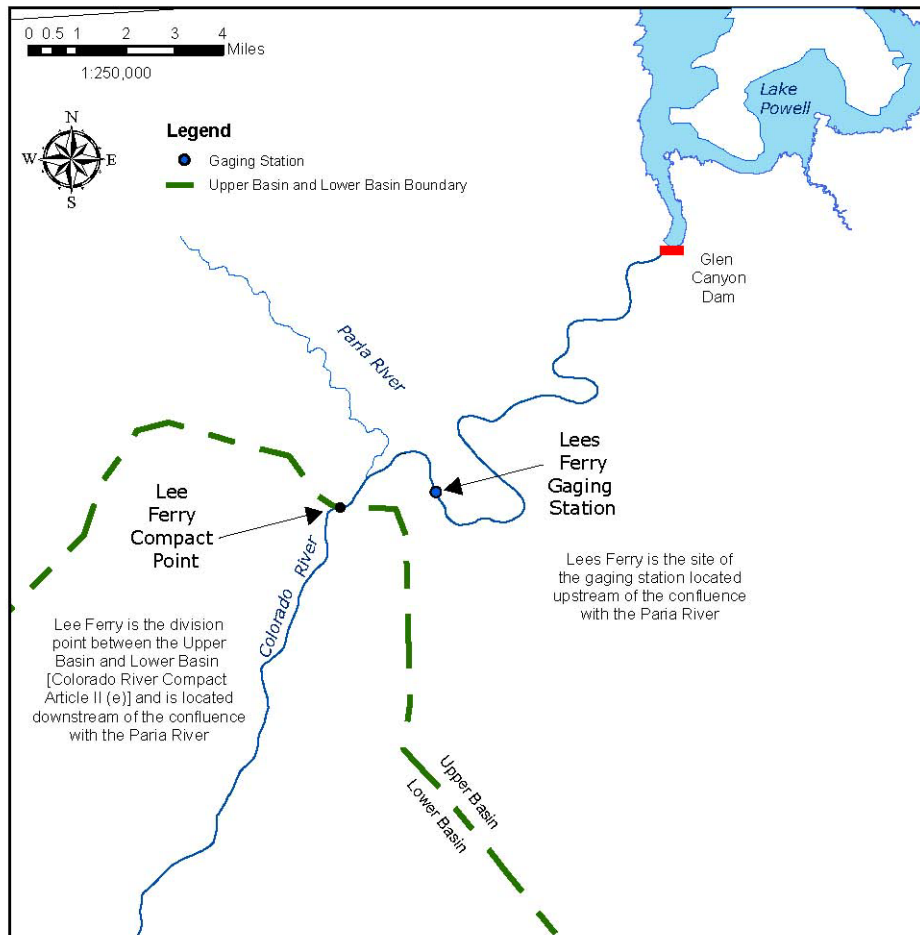 0 0.5 1 2 3 4
Miles
1:250,000
N
W E
S
Legend
Gaging Station
Upper Basin and Lower Basin Boundary
Lake
Powell
Glen
Canyon
Dam
Paria River
Lees
Ferry
Gaging
Station
Lee
Ferry
Compact
Point
Colorado River
Lees Ferry is the site of
the gaging station located
upstream of the confluence
with the Paria River
Lee Ferry is the division
point between the Upper
Basin and Lower Basin
[Colorado River Compact
Article II (e)] and is located
downstream of the confluence
with the Paria River
Upper Basin
Lower Basin